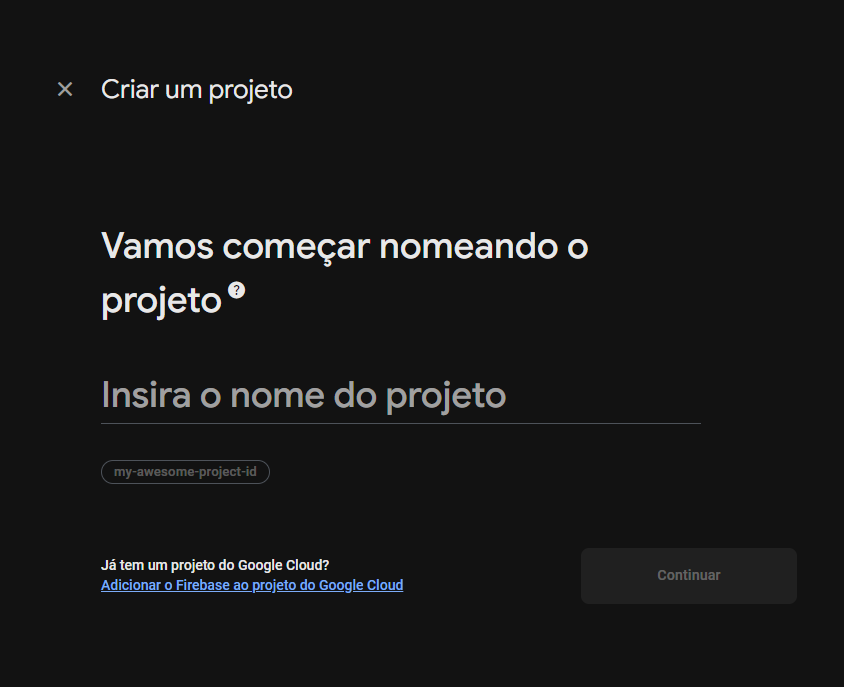 Criar um projeto
Vamos começar nomeando o
projeto ?
Insira o nome do projeto
my-awesome-project-id
Já tem um projeto do Google Cloud?
Adicionar o Firebase ao projeto do Google Cloud
Continuar